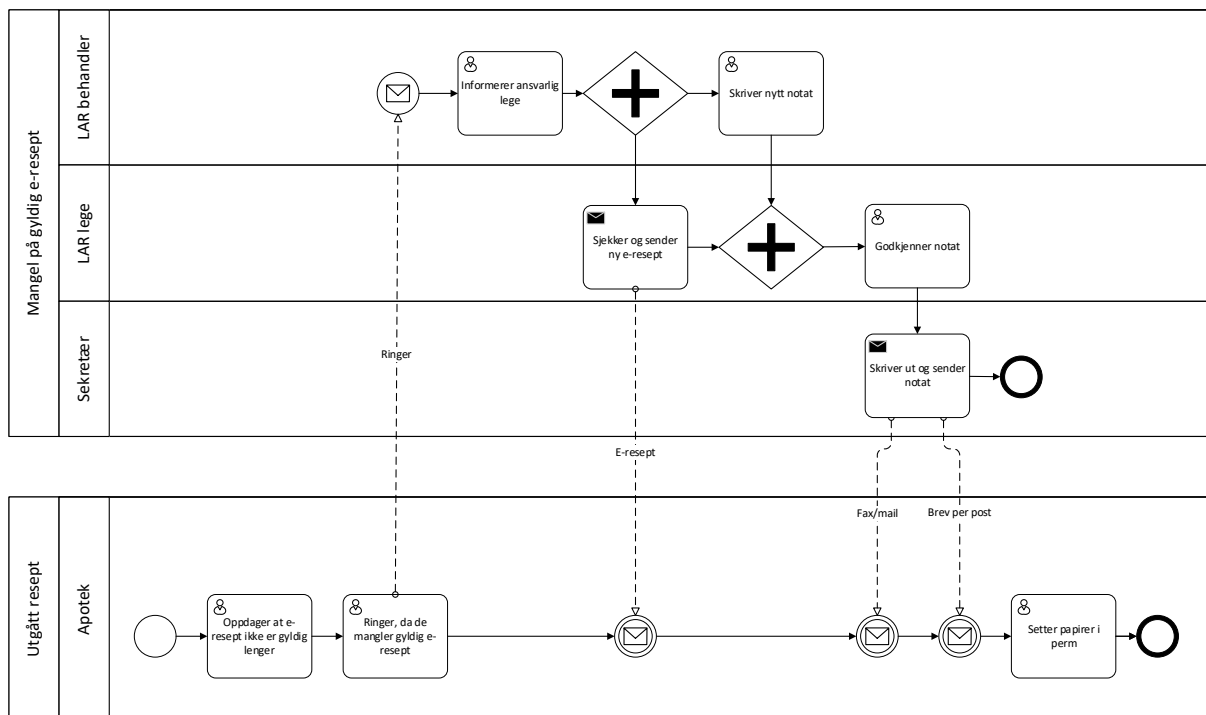 Mangel på gyldig e-resept
LAR behandler
Informerer ansvarlig
lege
Skriver nytt notat
LAR lege
Sjekker og sender
ny e-resept
Godkjenner notat
Sekretær
Ringer
Skriver ut og sender
notat
E-resept
Fax/mail
Brev per post
Utgått resept
Apotek
Oppdager at e-
resept ikke er gyldig
lenger
Ringer, da de
mangler gyldig e-
resept
Setter papirer i
perm